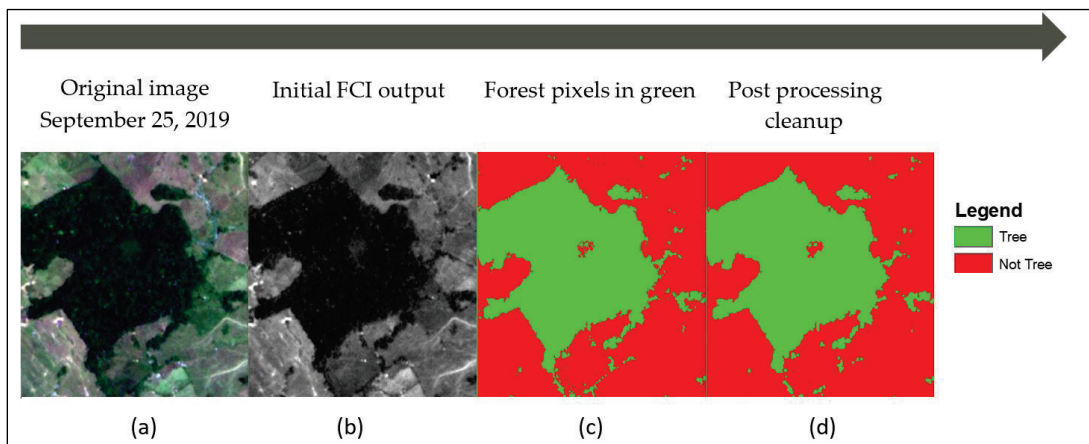 Original image
September 25, 2019
Initial FCI output
Forest pixels in green
Post processing
cleanup
Legend
Tree
Not Tree
(a)
(b)
(c)
(d)